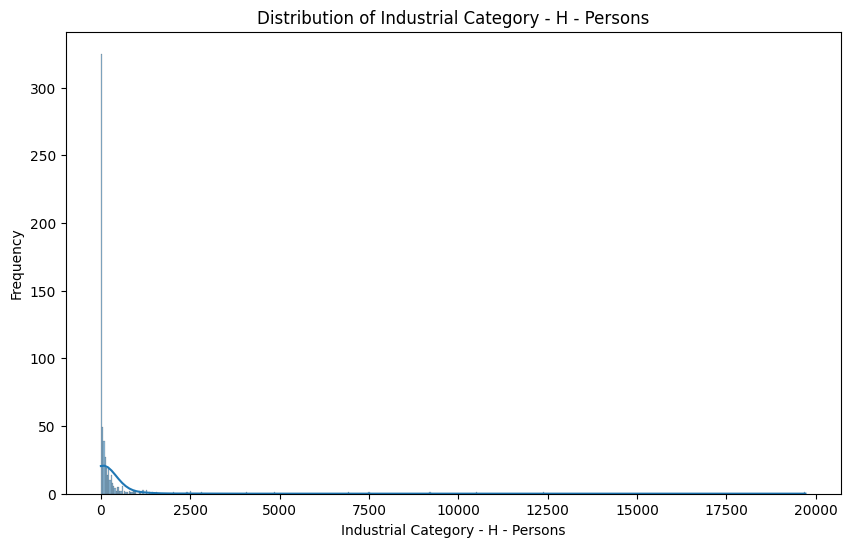 Distribution of Industrial Category - H - Persons
Frequency
300
250
200
150
100
50
0
0 2500 5000 7500 10000 12500 15000 17500 20000
Industrial Category - H - Persons